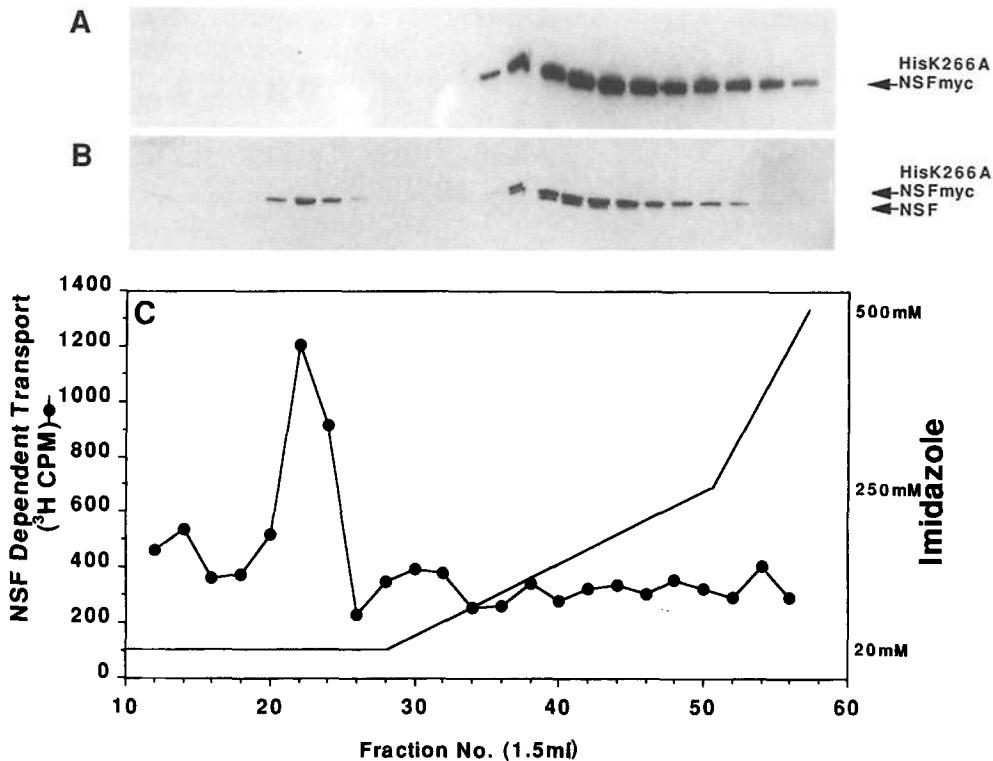 A
HisK266A
NSFmyc
B
HisK266A
NSFmyc
NSF
C
NSF Dependent Transport
(³H CPM)
1400
1200
1000
800
600
400
200
0
500mM
250mM
20mM
Imidazole
10
20
30
40
50
60
Fraction No. (1.5ml)